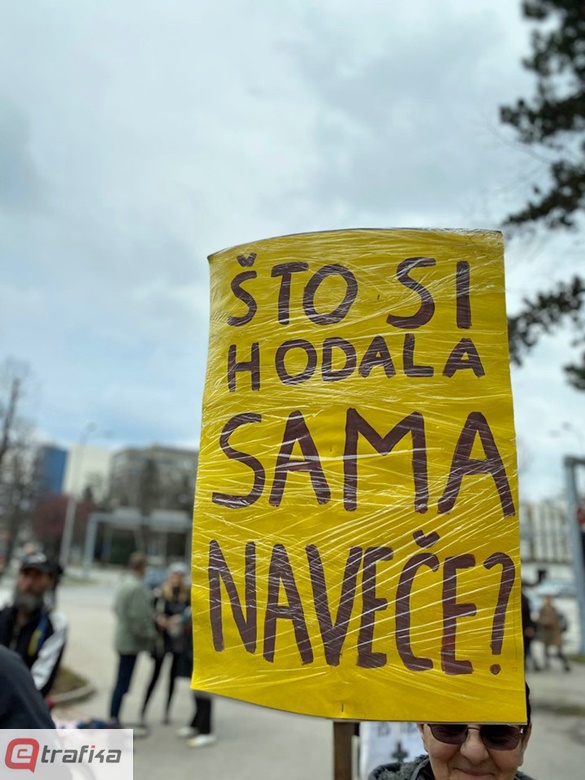 ŠTO SI
HODALA
SAMA
NAVEČE?
etrafika